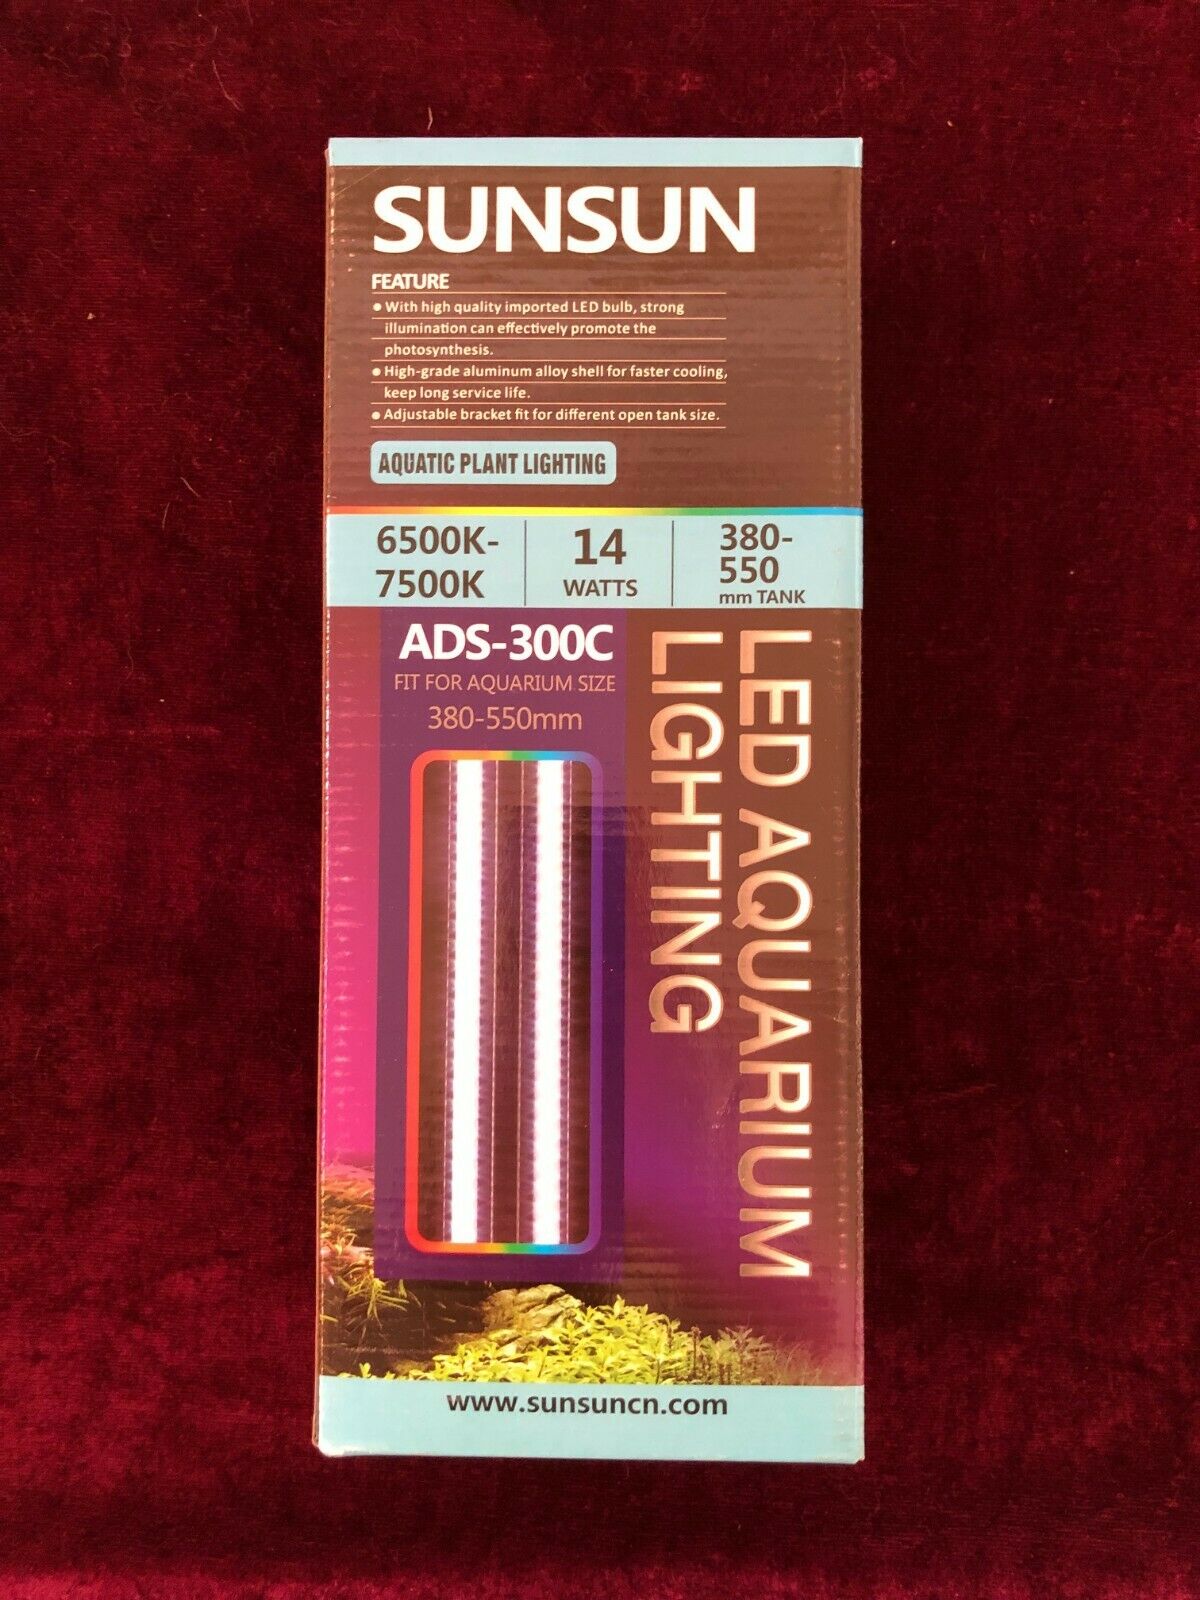 SUNSUN
FEATURE
• With high quality imported LED bulb, strong
illumination can effectively promote the
photosynthesis.
• High-grade aluminum alloy shell for faster cooling,
keep long service life.
• Adjustable bracket fit for different open tank size.
AQUATIC PLANT LIGHTING
6500K-
7500K
14
WATTS
380-
550
mm TANK
ADS-300C
FIT FOR AQUARIUM SIZE
380-550mm
LED AQUARIUM
LIGHTING
www.sunsuncn.com